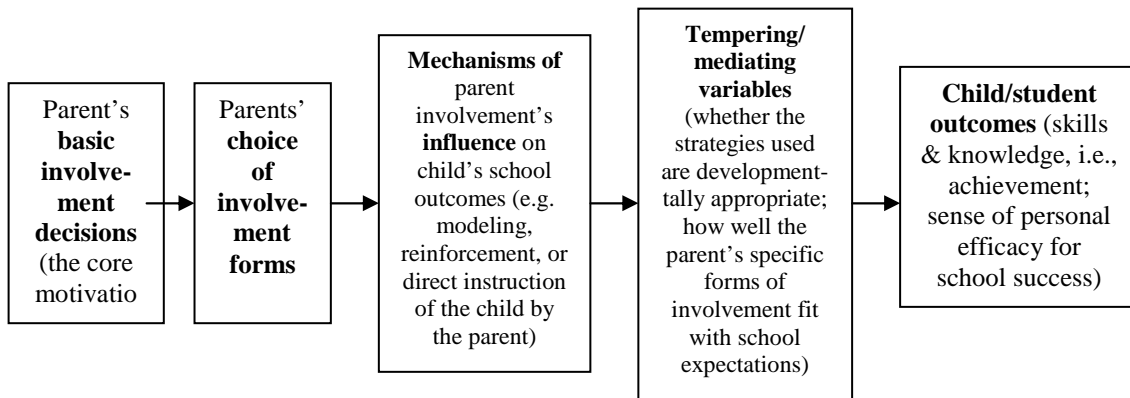 Parent's
basic
involve-
ment
decisions
(the core
motivatio
Parents'
choice
of
involve-
ment
forms
Mechanisms of
parent
involvement's
influence on
child's school
outcomes (e.g.
modeling,
reinforcement, or
direct instruction
of the child by
the parent)
Tempering/
mediating
variables
(whether the
strategies used
are development-
tally appropriate;
how well the
parent's specific
forms of
involvement fit
with school
expectations)
Child/student
outcomes (skills
& knowledge, i.e.,
achievement;
sense of personal
efficacy for
school success)